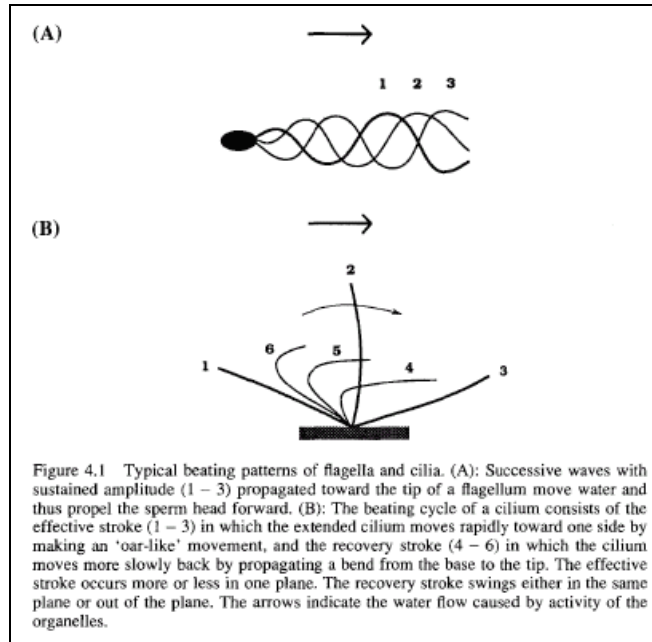 (A)
1 2 3
(B)
2
6 5
1 4 3
Figure 4.1 Typical beating patterns of flagella and cilia. (A): Successive waves with
sustained amplitude (1 – 3) propagated toward the tip of a flagellum move water and
thus propel the sperm head forward. (B): The beating cycle of a cilium consists of the
effective stroke (1 – 3) in which the extended cilium moves rapidly toward one side by
making an 'oar-like' movement, and the recovery stroke (4 – 6) in which the cilium
moves more slowly back by propagating a bend from the base to the tip. The effective
stroke occurs more or less in one plane. The recovery stroke swings either in the same
plane or out of the plane. The arrows indicate the water flow caused by activity of the
organelles.